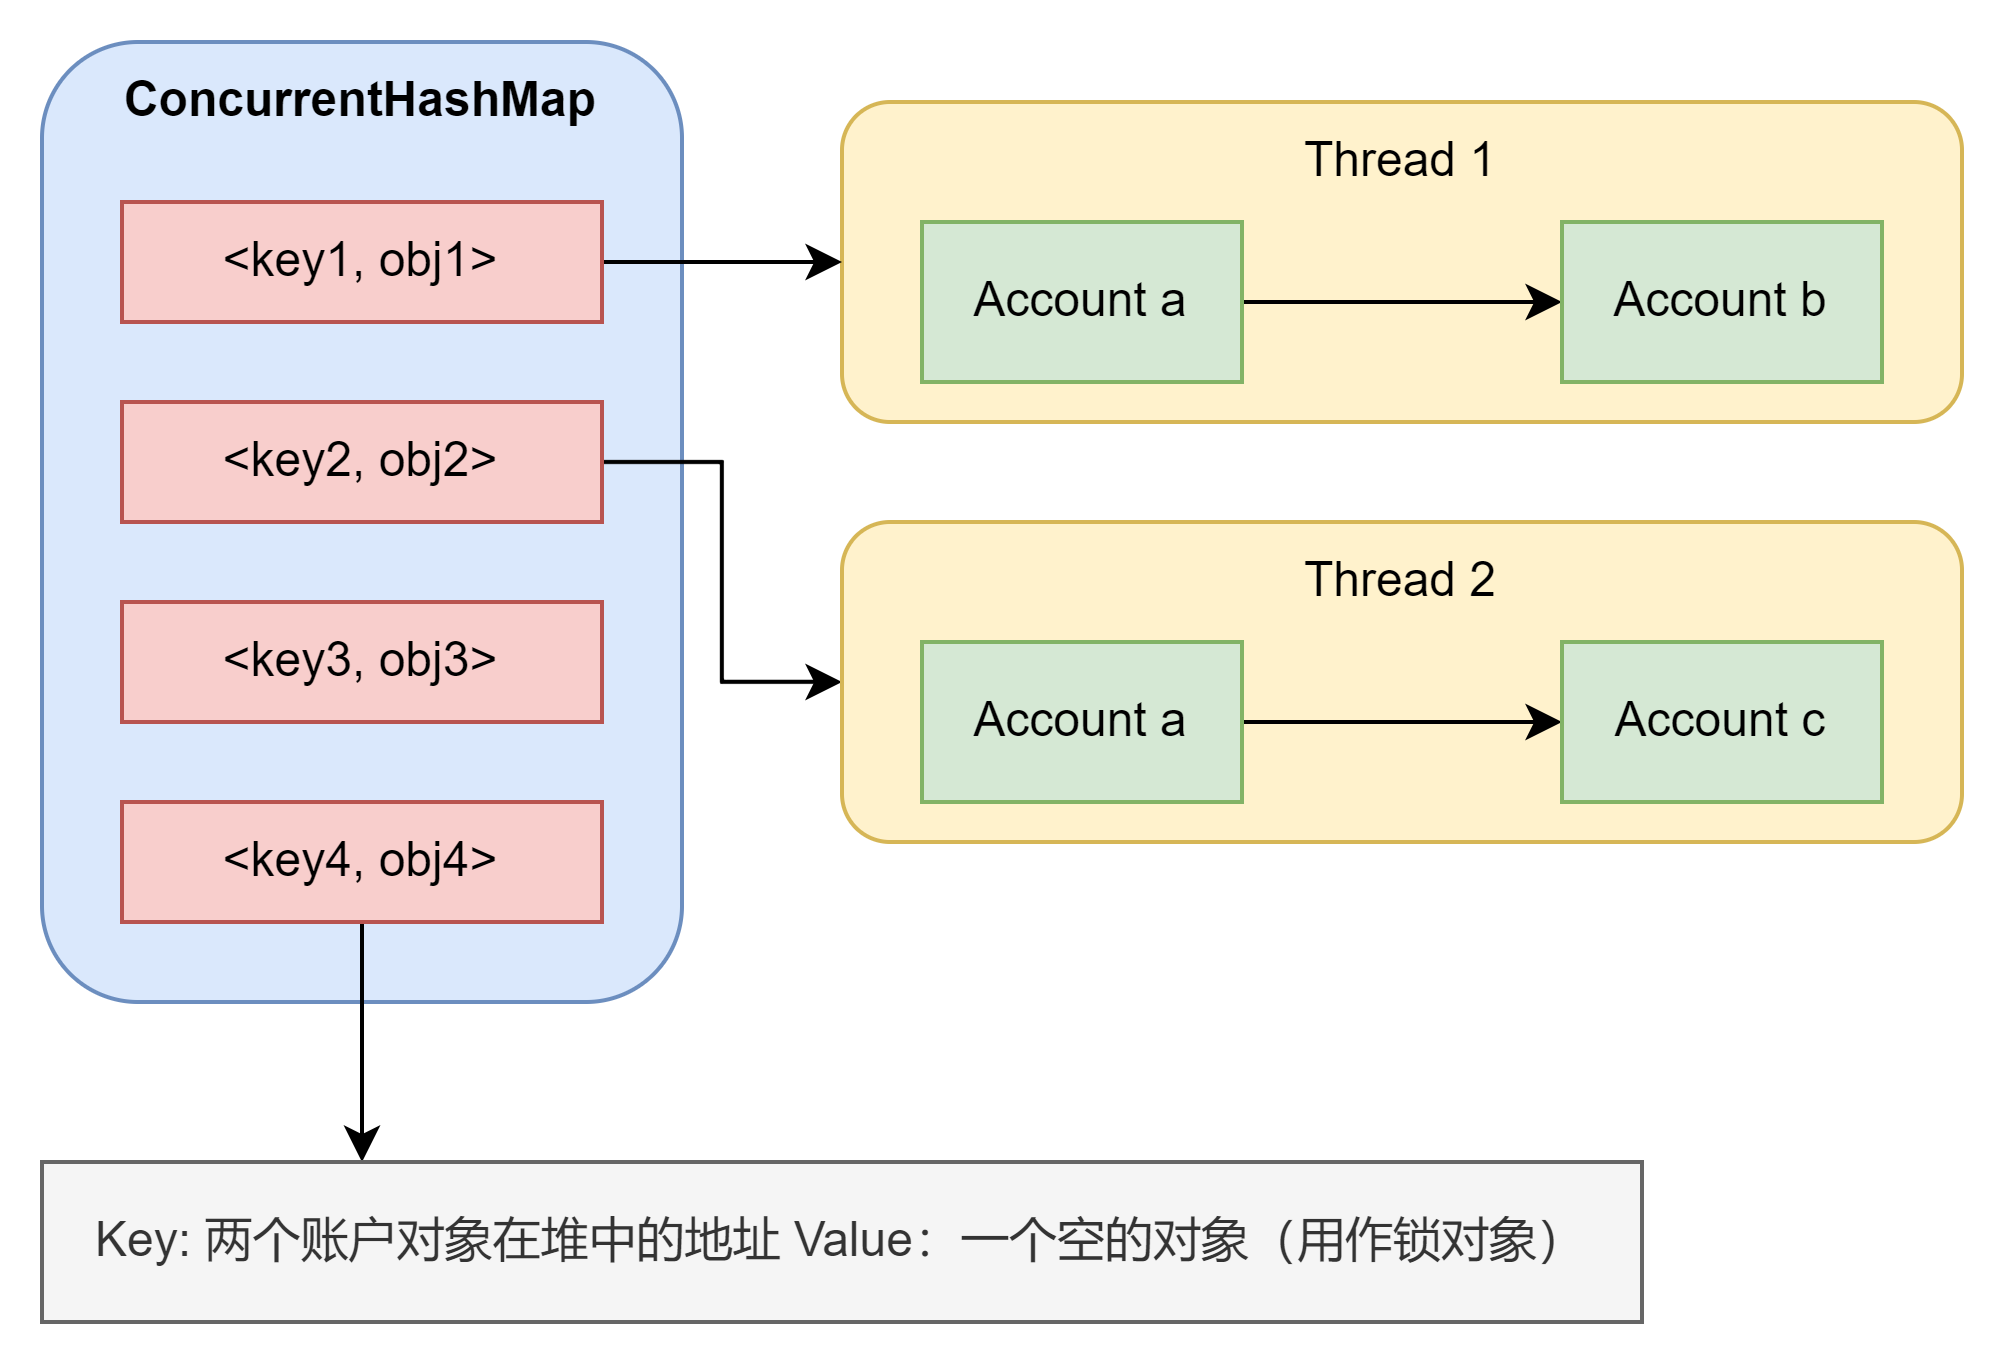 ConcurrentHashMap
<key1, obj1>
<key2, obj2>
<key3, obj3>
<key4, obj4>
Thread 1
Account a
Account b
Thread 2
Account a
Account c
Key: 两个账户对象在堆中的地址 Value：一个空的对象（用作锁对象）